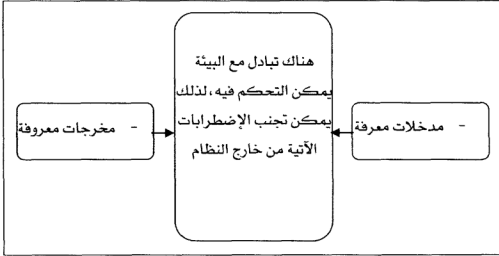 - مدخلات معرفة
هناك تبادل مع البيئة
يمكن التحكم فيه، لذلك
يمكن تجنب الإضطرابات
الآتية من خارج النظام
- مخرجات معروفة